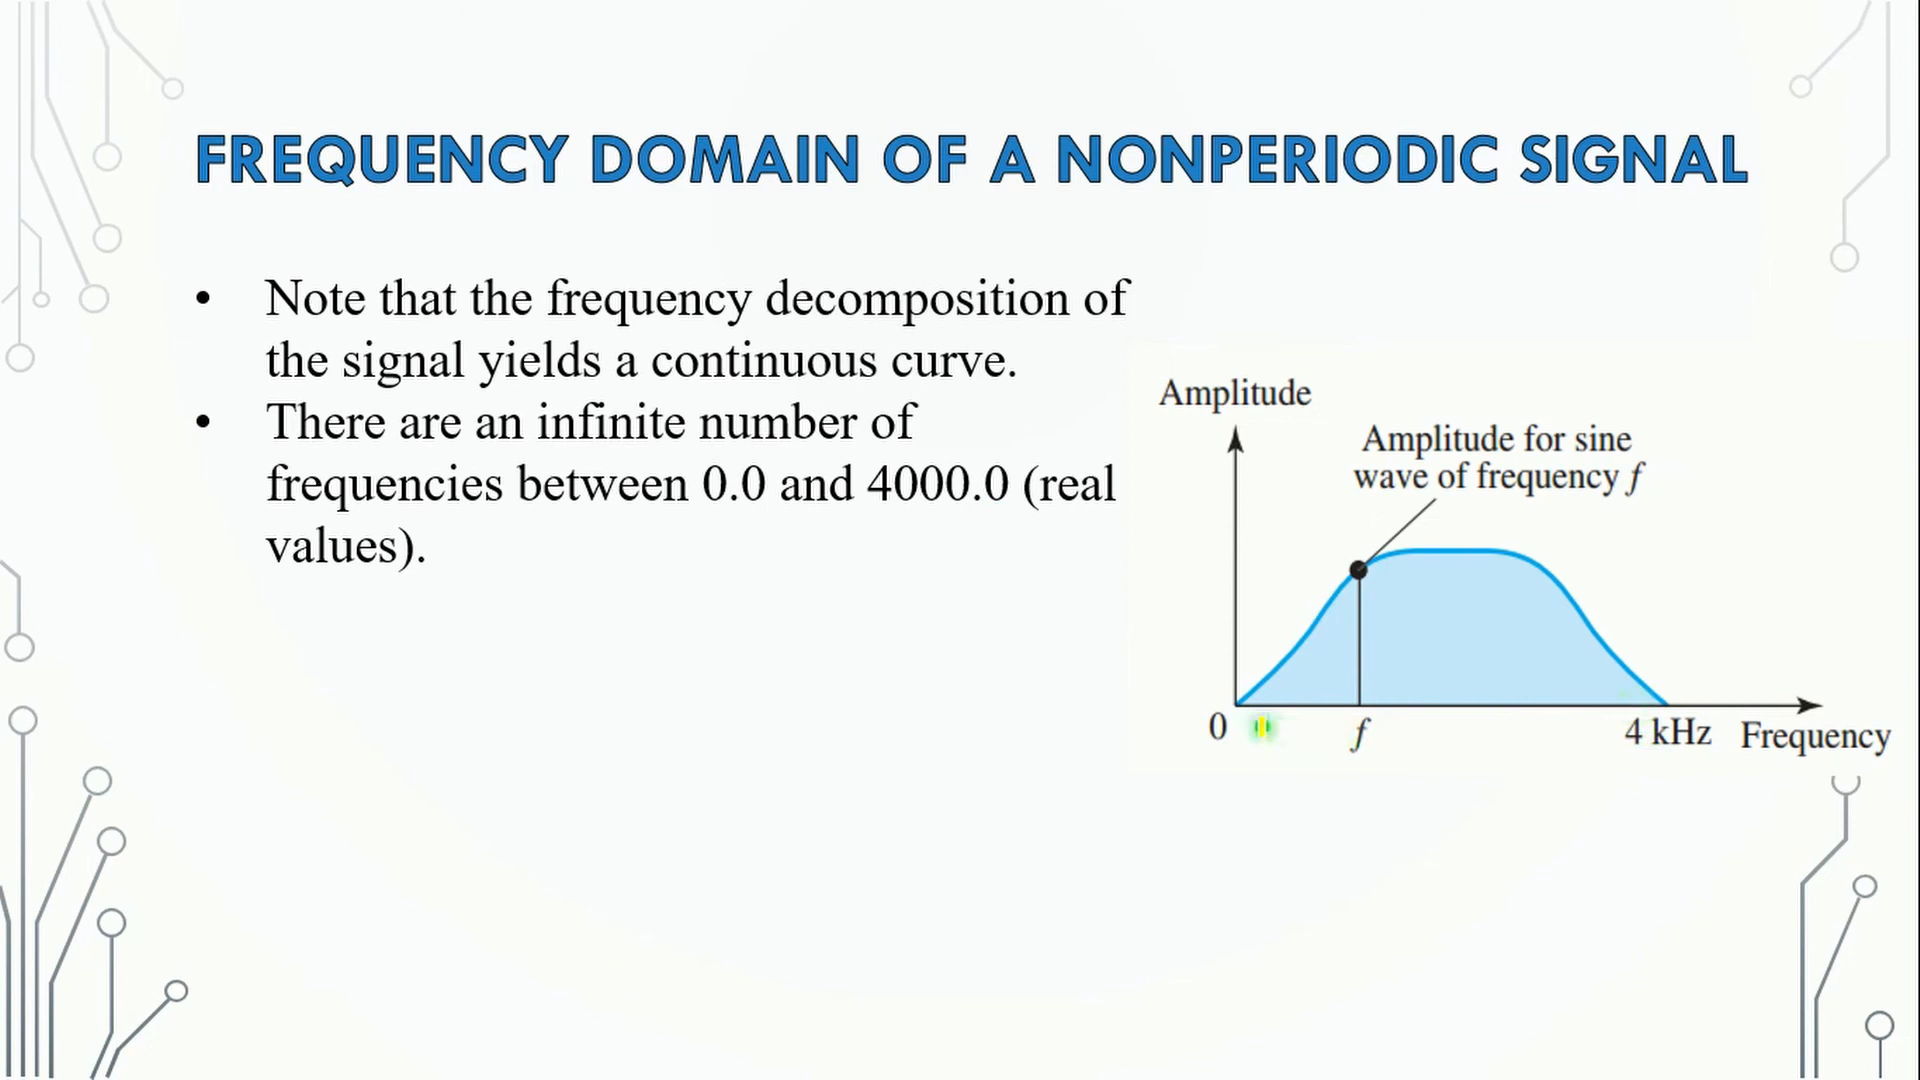 FREQUENCY DOMAIN OF A NONPERIODIC SIGNAL
• Note that the frequency decomposition of
the signal yields a continuous curve.
• There are an infinite number of
frequencies between 0.0 and 4000.0 (real
values).
Amplitude
Amplitude for sine
wave of frequency f
0 f 4 kHz Frequency